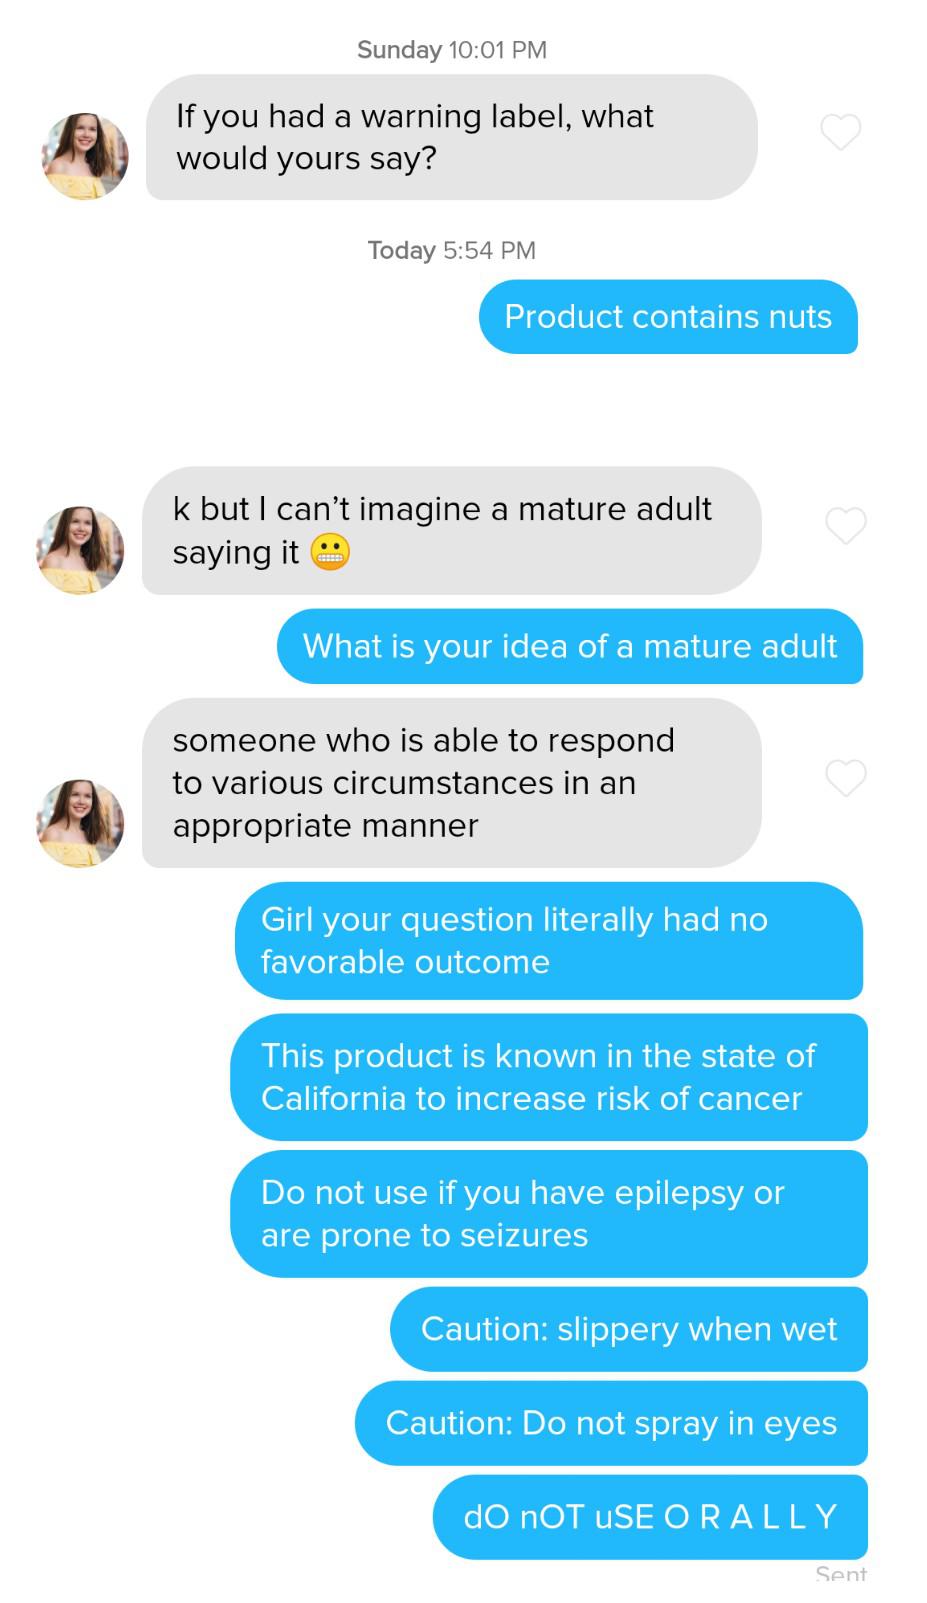 Sunday 10:01 PM
If you had a warning label, what
would yours say?
Today 5:54 PM
Product contains nuts
k but I can’t imagine a mature adult
saying it 😬
What is your idea of a mature adult
someone who is able to respond
to various circumstances in an
appropriate manner
Girl your question literally had no
favorable outcome
This product is known in the state of
California to increase risk of cancer
Do not use if you have epilepsy or
are prone to seizures
Caution: slippery when wet
Caution: Do not spray in eyes
dO nOT uSE O R A L L Y
Sent